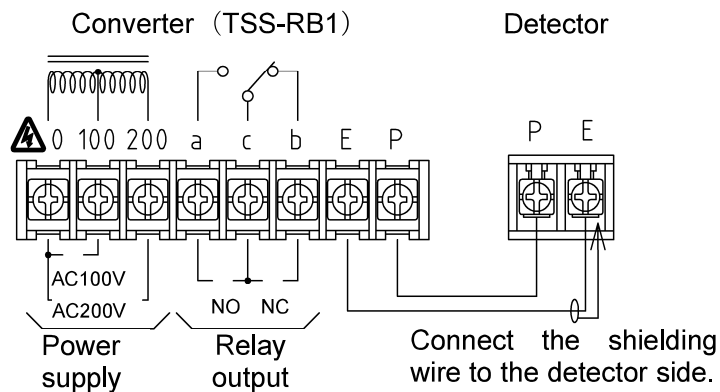 Converter （TSS-RB1） Detector
0 100 200 a c b E P P E
AC100V
AC200V
NO NC
Power
supply
Relay
output
Connect the shielding
wire to the detector side.